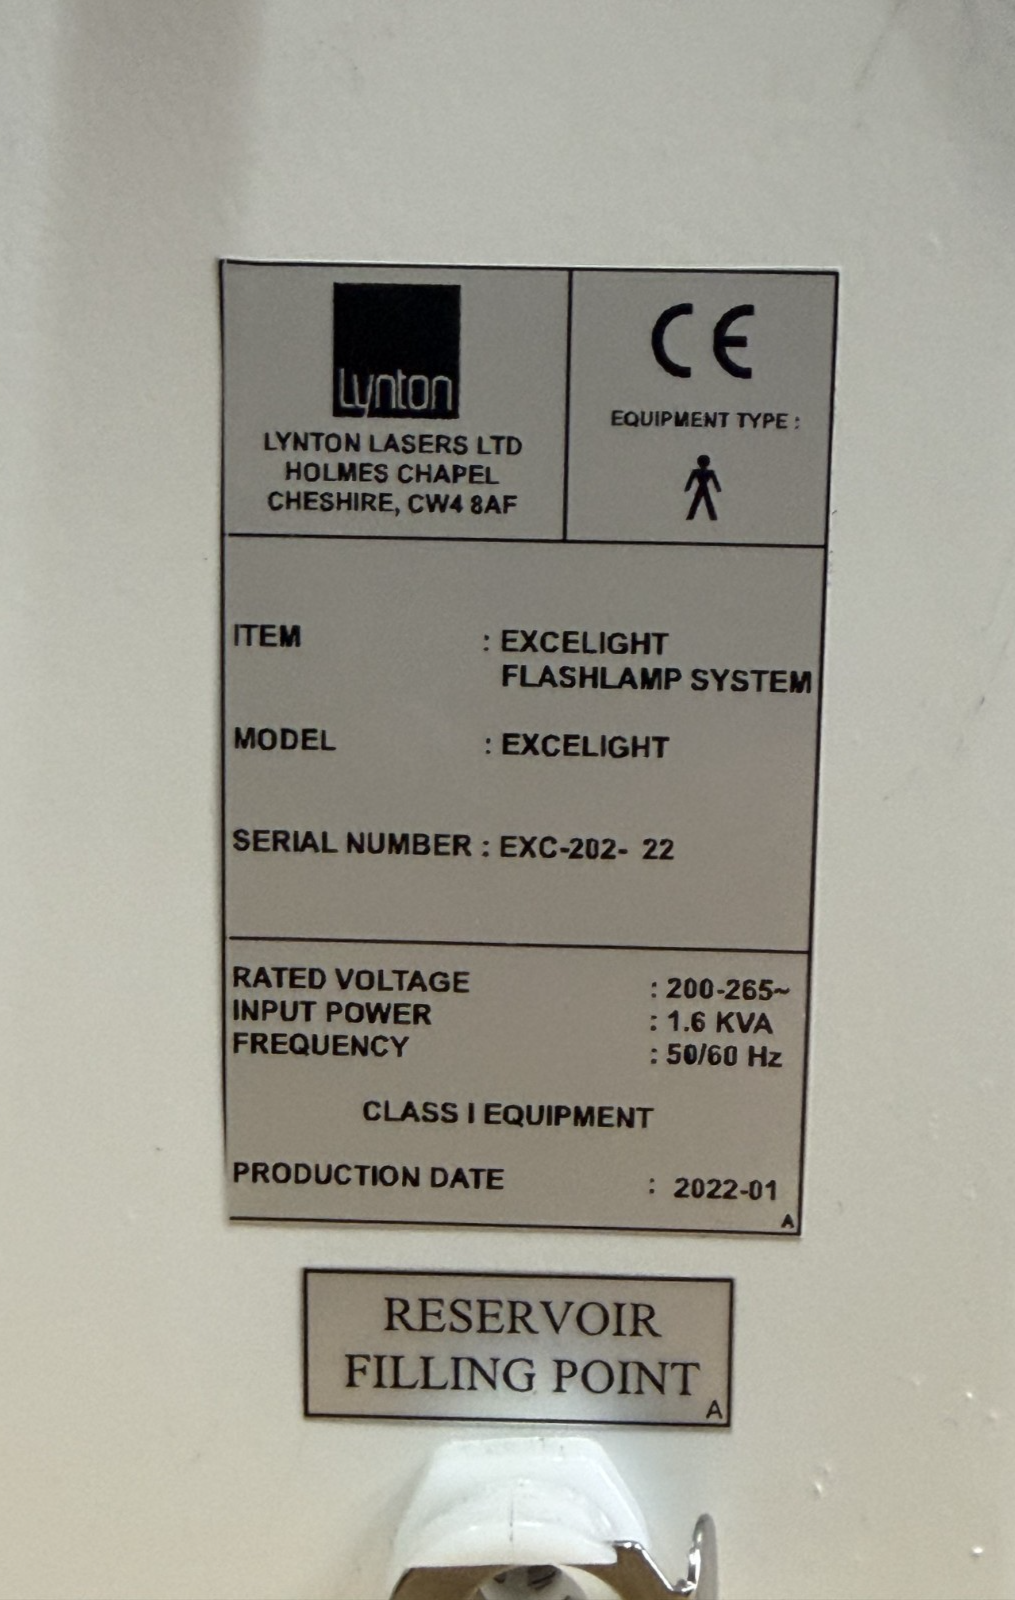 Lynton
LYNTON LASERS LTD
HOLMES CHAPEL
CHESHIRE, CW4 8AF
CE
EQUIPMENT TYPE :
ITEM : EXCELIGHT
FLASHLAMP SYSTEM
MODEL : EXCELIGHT
SERIAL NUMBER : EXC-202- 22
RATED VOLTAGE : 200-265~
INPUT POWER : 1.6 KVA
FREQUENCY : 50/60 Hz
CLASS I EQUIPMENT
PRODUCTION DATE : 2022-01
A
RESERVOIR
FILLING POINT
A